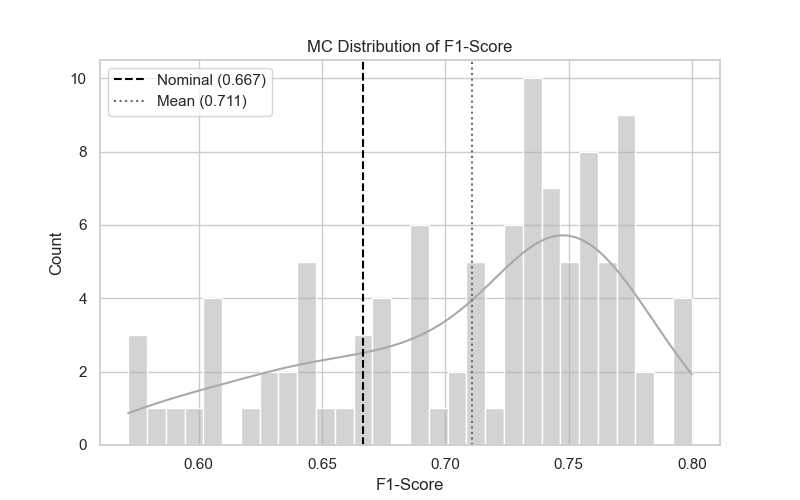 MC Distribution of F1-Score
Nominal (0.667)
Mean (0.711)
10
8
6
4
2
0
Count
0.60
0.65
0.70
0.75
0.80
F1-Score